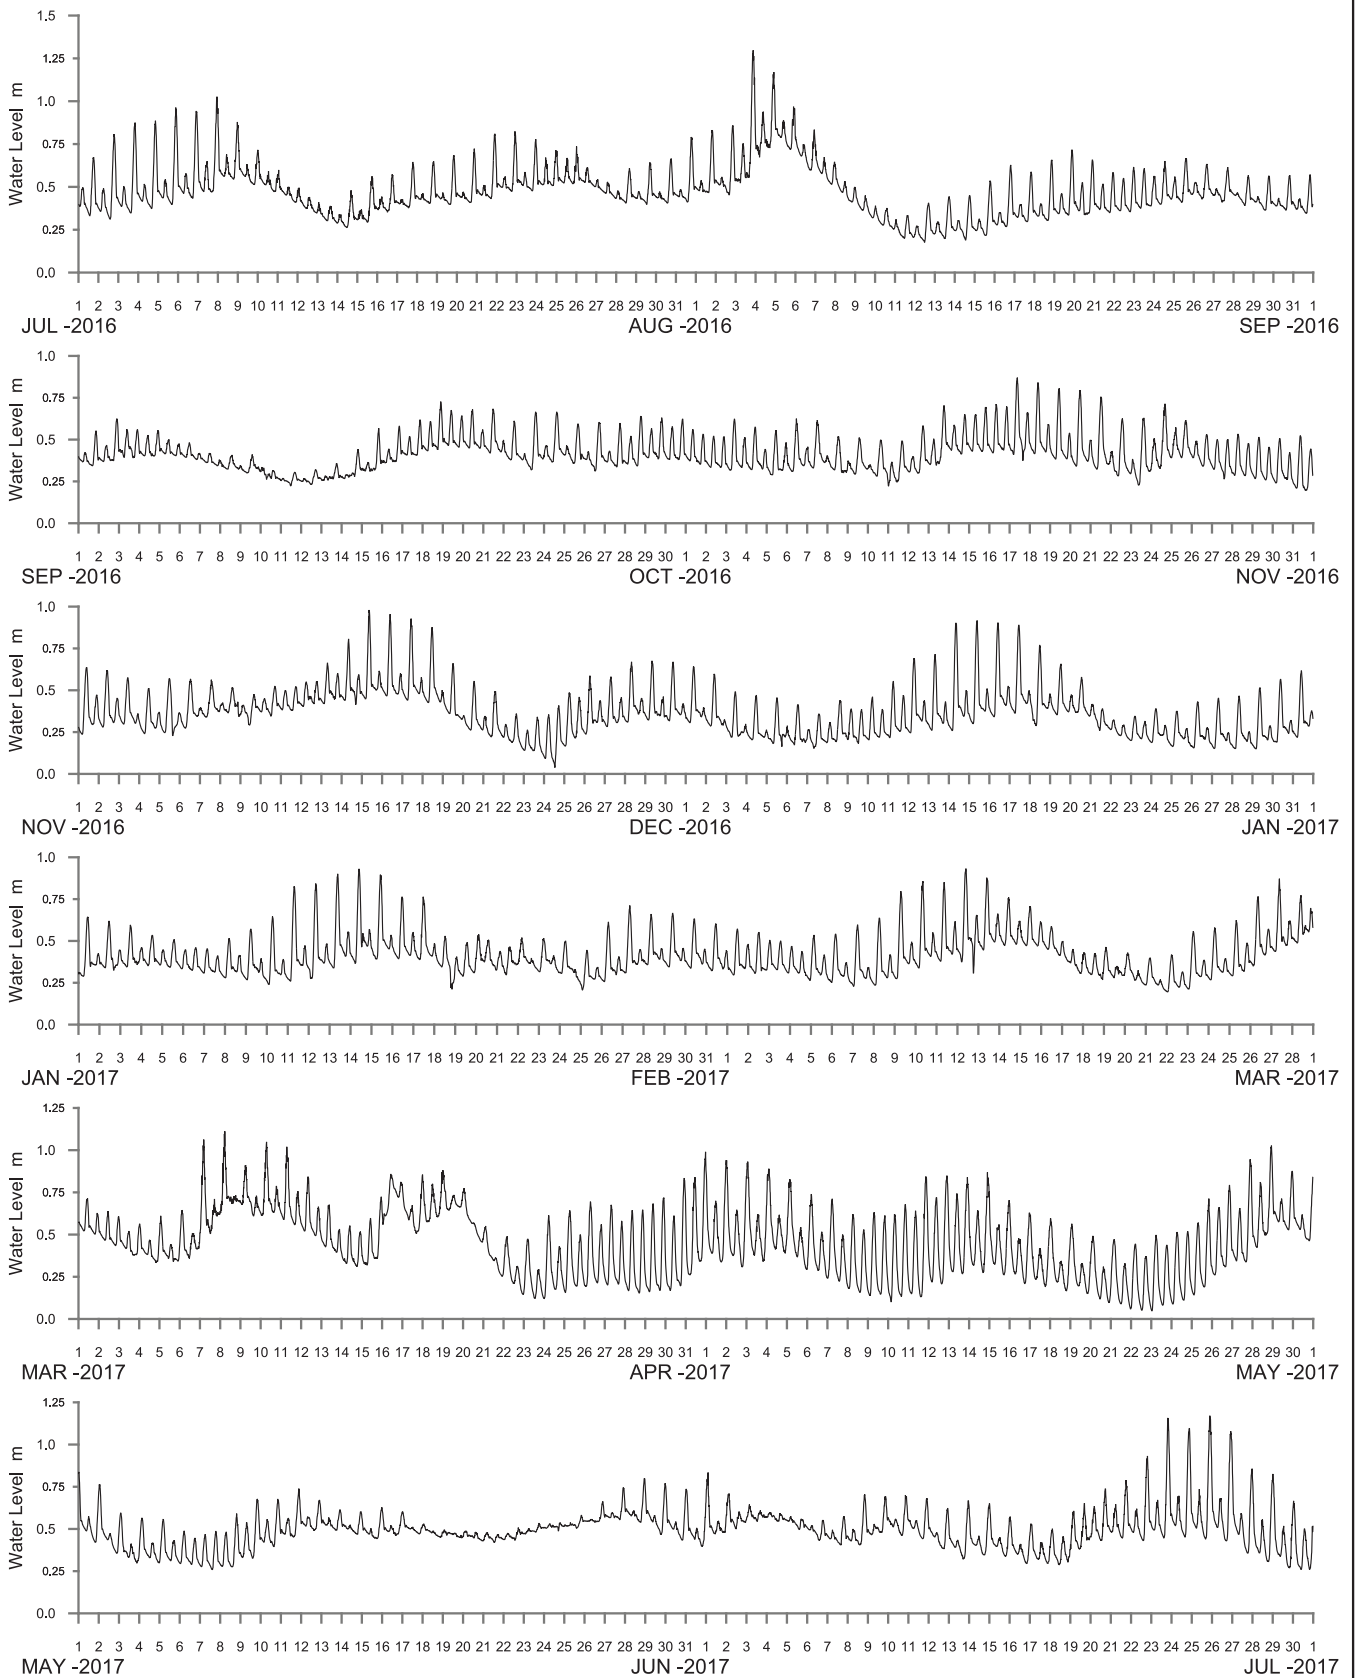 1.5
1.25
1.0
0.75
0.5
0.25
0.0
Water Level m
1 2 3 4 5 6 7 8 9 10 11 12 13 14 15 16 17 18 19 20 21 22 23 24 25 26 27 28 29 30 31 1 2 3 4 5 6 7 8 9 10 11 12 13 14 15 16 17 18 19 20 21 22 23 24 25 26 27 28 29 30 31 1
JUL -2016 AUG -2016 SEP -2016
1.0
0.75
0.5
0.25
0.0
Water Level m
1 2 3 4 5 6 7 8 9 10 11 12 13 14 15 16 17 18 19 20 21 22 23 24 25 26 27 28 29 30 1 2 3 4 5 6 7 8 9 10 11 12 13 14 15 16 17 18 19 20 21 22 23 24 25 26 27 28 29 30 31 1
SEP -2016 OCT -2016 NOV -2016
1.0
0.75
0.5
0.25
0.0
Water Level m
1 2 3 4 5 6 7 8 9 10 11 12 13 14 15 16 17 18 19 20 21 22 23 24 25 26 27 28 29 30 1 2 3 4 5 6 7 8 9 10 11 12 13 14 15 16 17 18 19 20 21 22 23 24 25 26 27 28 29 30 31 1
NOV -2016 DEC -2016 JAN -2017
1.0
0.75
0.5
0.25
0.0
Water Level m
1 2 3 4 5 6 7 8 9 10 11 12 13 14 15 16 17 18 19 20 21 22 23 24 25 26 27 28 29 30 31 1 2 3 4 5 6 7 8 9 10 11 12 13 14 15 16 17 18 19 20 21 22 23 24 25 26 27 28 1
JAN -2017 FEB -2017 MAR -2017
1.25
1.0
0.75
0.5
0.25
0.0
Water Level m
1 2 3 4 5 6 7 8 9 10 11 12 13 14 15 16 17 18 19 20 21 22 23 24 25 26 27 28 29 30 31 1 2 3 4 5 6 7 8 9 10 11 12 13 14 15 16 17 18 19 20 21 22 23 24 25 26 27 28 29 30 1
MAR -2017 APR -2017 MAY -2017
1.25
1.0
0.75
0.5
0.25
0.0
Water Level m
1 2 3 4 5 6 7 8 9 10 11 12 13 14 15 16 17 18 19 20 21 22 23 24 25 26 27 28 29 30 31 1 2 3 4 5 6 7 8 9 10 11 12 13 14 15 16 17 18 19 20 21 22 23 24 25 26 27 28 29 30 1
MAY -2017 JUN -2017 JUL -2017